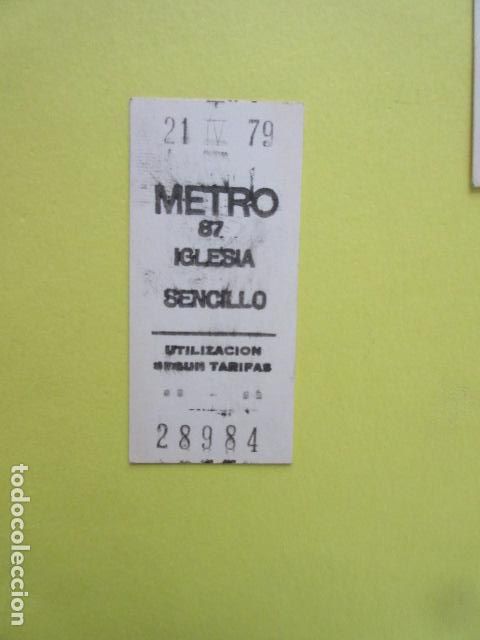 21 IV 79
METRO
87
IGLESIA
SENCILLO
UTILIZACION
SEGUN TARIFAS
28984
todocoleccion